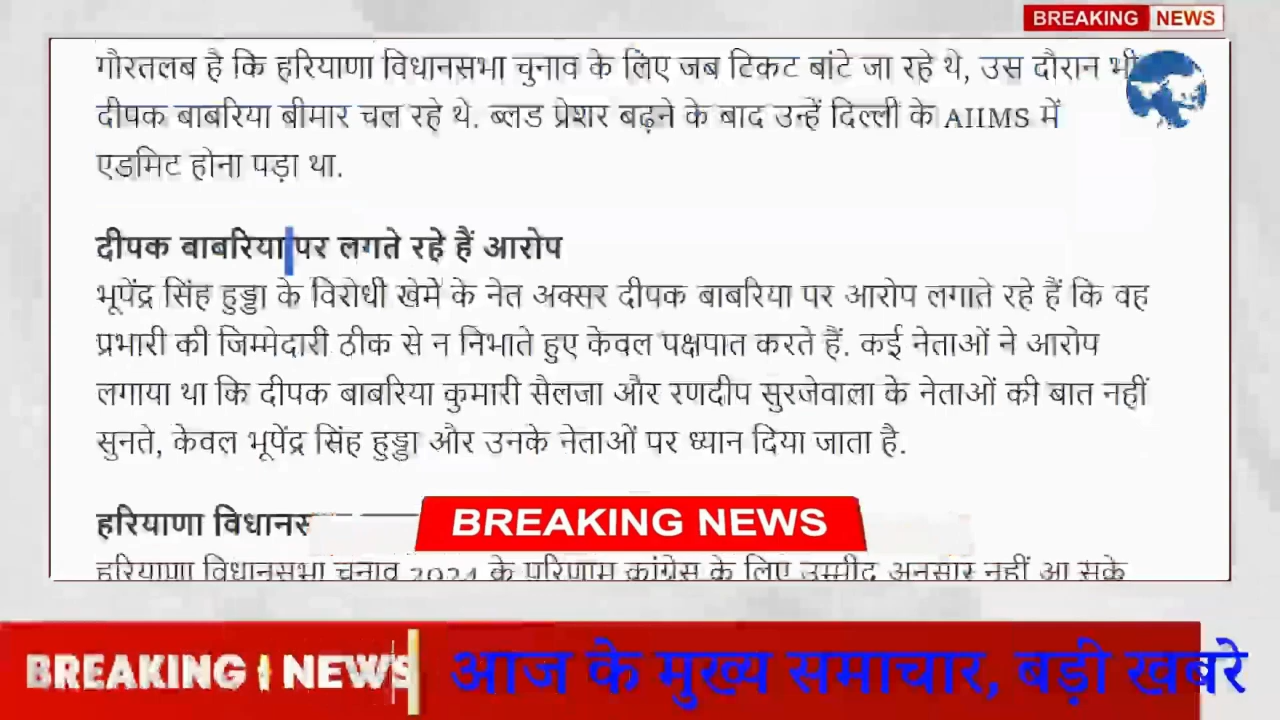 BREAKING NEWS
गौरतलब है कि हरियाणा विधानसभा चुनाव के लिए जब टिकट बांटे जा रहे थे, उस दौरान भी
दीपक बाबरिया बीमार चल रहे थे. ब्लड प्रेशर बढ़ने के बाद उन्हें दिल्ली के AIIMS में
एडमिट होना पड़ा था.
दीपक बाबरिया पर लगते रहे हैं आरोप
भूपेंद्र सिंह हुड्डा के विरोधी खेमे के नेत अक्सर दीपक बाबरिया पर आरोप लगाते रहे हैं कि वह
प्रभारी की जिम्मेदारी ठीक से न निभाते हुए केवल पक्षपात करते हैं. कई नेताओं ने आरोप
लगाया था कि दीपक बाबरिया कुमारी सैलजा और रणदीप सुरजेवाला के नेताओं की बात नहीं
सुनते, केवल भूपेंद्र सिंह हुड्डा और उनके नेताओं पर ध्यान दिया जाता है.
हरियाणा विधानस
BREAKING NEWS
हरियाणा विधानसभा चुनाव 2024 के परिणाम कांग्रेस के लिए उम्मीद अनुसार नहीं आ सके
BREAKING NEWS
आज के मुख्य समाचार, बड़ी खबरे